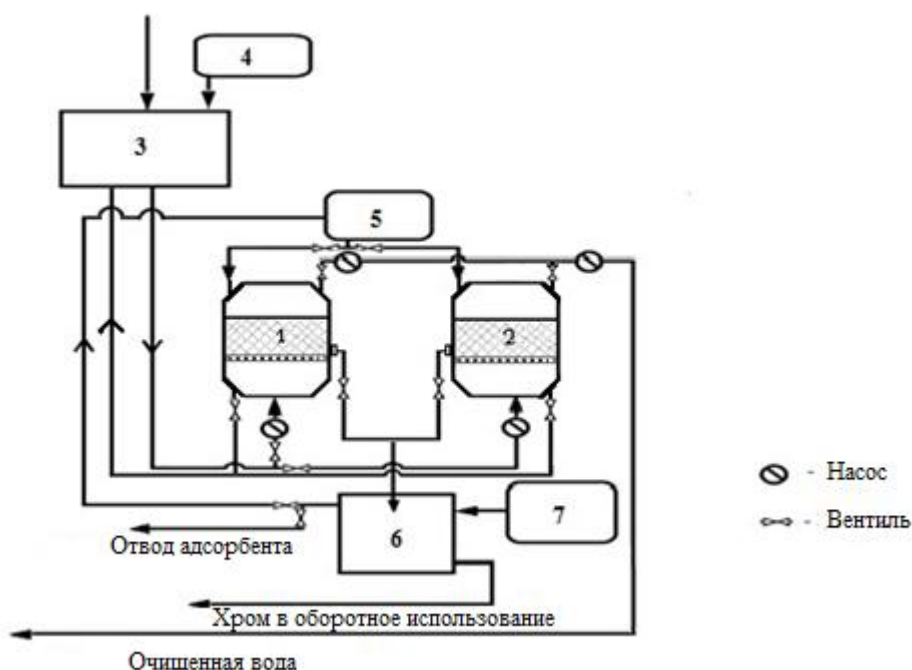 4
3
5
1
2
- Насос
7
- Вентиль
6
Отвод адсорбента
Хром в оборотное использование
Очищенная вода